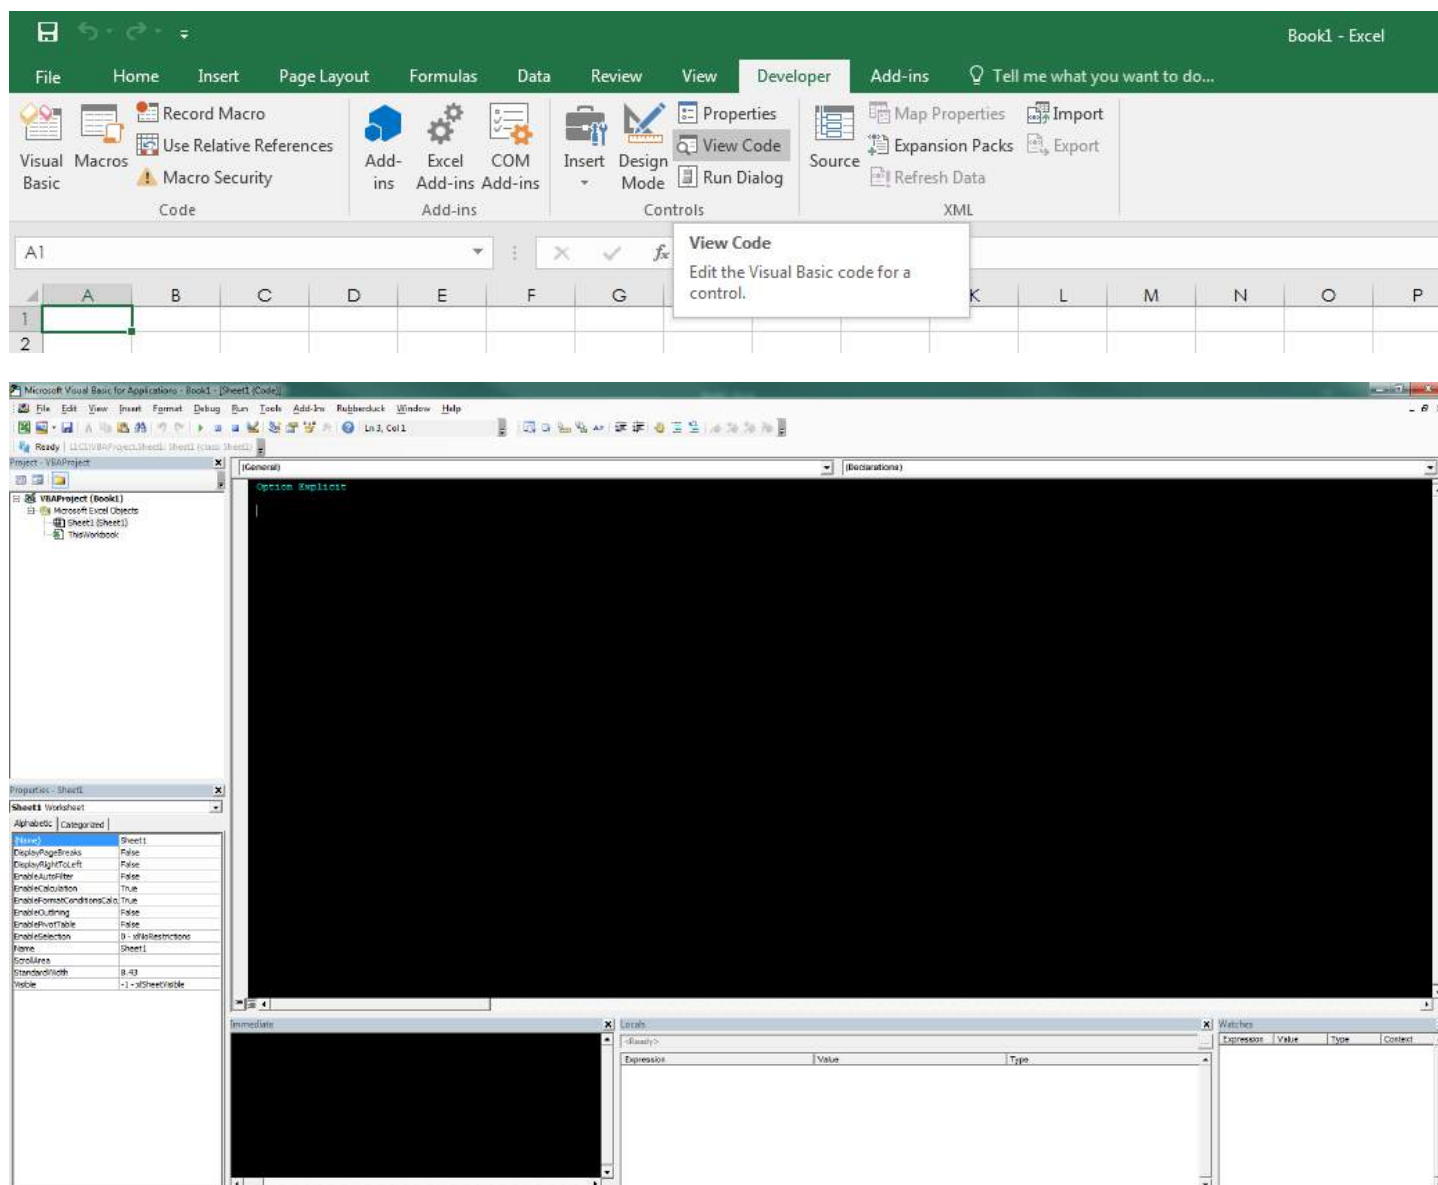 Book1 - Excel
File Home Insert Page Layout Formulas Data Review View Developer Add-ins Tell me what you want to do...
Visual Basic
Macros
Record Macro
Use Relative References
Macro Security
Code
Add-ins
Excel Add-ins
COM Add-ins
Add-ins
Insert
Design Mode
Properties
View Code
Run Dialog
Controls
Source
Map Properties
Expansion Packs
Refresh Data
Import
Export
XML
A1
fx
View Code
Edit the Visual Basic code for a
control.
A B C D E F G K L M N O P
1
2
Microsoft Visual Basic for Applications - Book1 - [Sheet1 (Code)]
File Edit View Insert Format Debug Run Tools Add-Ins Rubberduck Window Help
Ln 3, Col 1
Ready
Project - VBAProject
(General) (Declarations)
Option Explicit
VBAProject (Book1)
Microsoft Excel Objects
Sheet1 (Sheet1)
ThisWorkbook
Properties - Sheet1
Sheet1 Worksheet
Alphabetic Categorized
(Name) Sheet1
DisplayPageBreaks False
DisplayRightToLeft False
EnableAutoFilter False
EnableCalculation True
EnableFormatConditionsCalc True
EnableOutlining False
EnablePivotTable False
EnableSelection 0 - xlNoRestrictions
Name Sheet1
ScrollArea
StandardWidth 8.43
Visible -1 - xlSheetVisible
Immediate
Locals
<Ready>
Expression Value Type
Watches
Expression Value Type Context